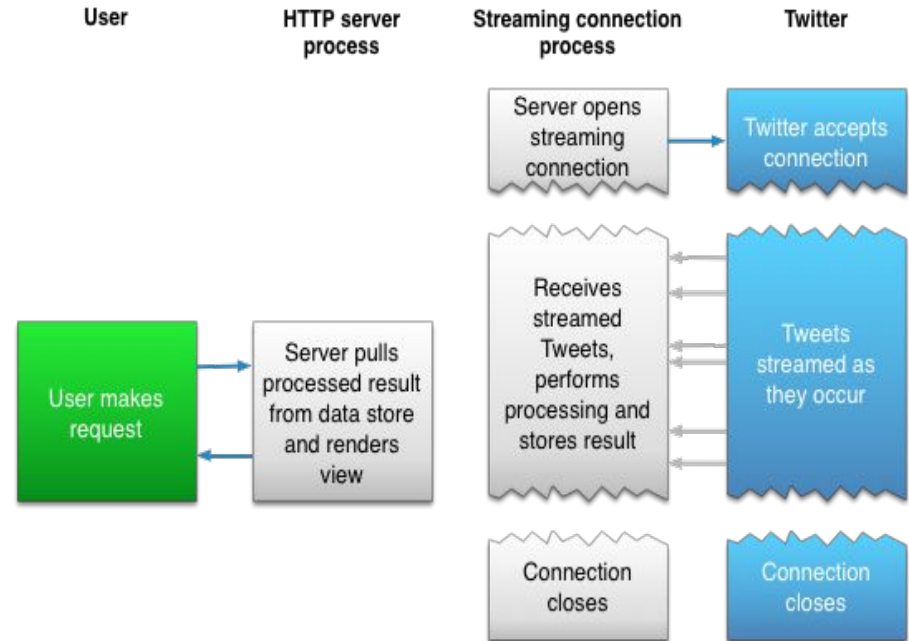 User
HTTP server
process
Streaming connection
process
Twitter
Server opens
streaming
connection
Twitter accepts
connection
User makes
request
Server pulls
processed result
from data store
and renders
view
Receives
streamed
Tweets,
performs
processing and
stores result
Tweets
streamed as
they occur
Connection
closes
Connection
closes